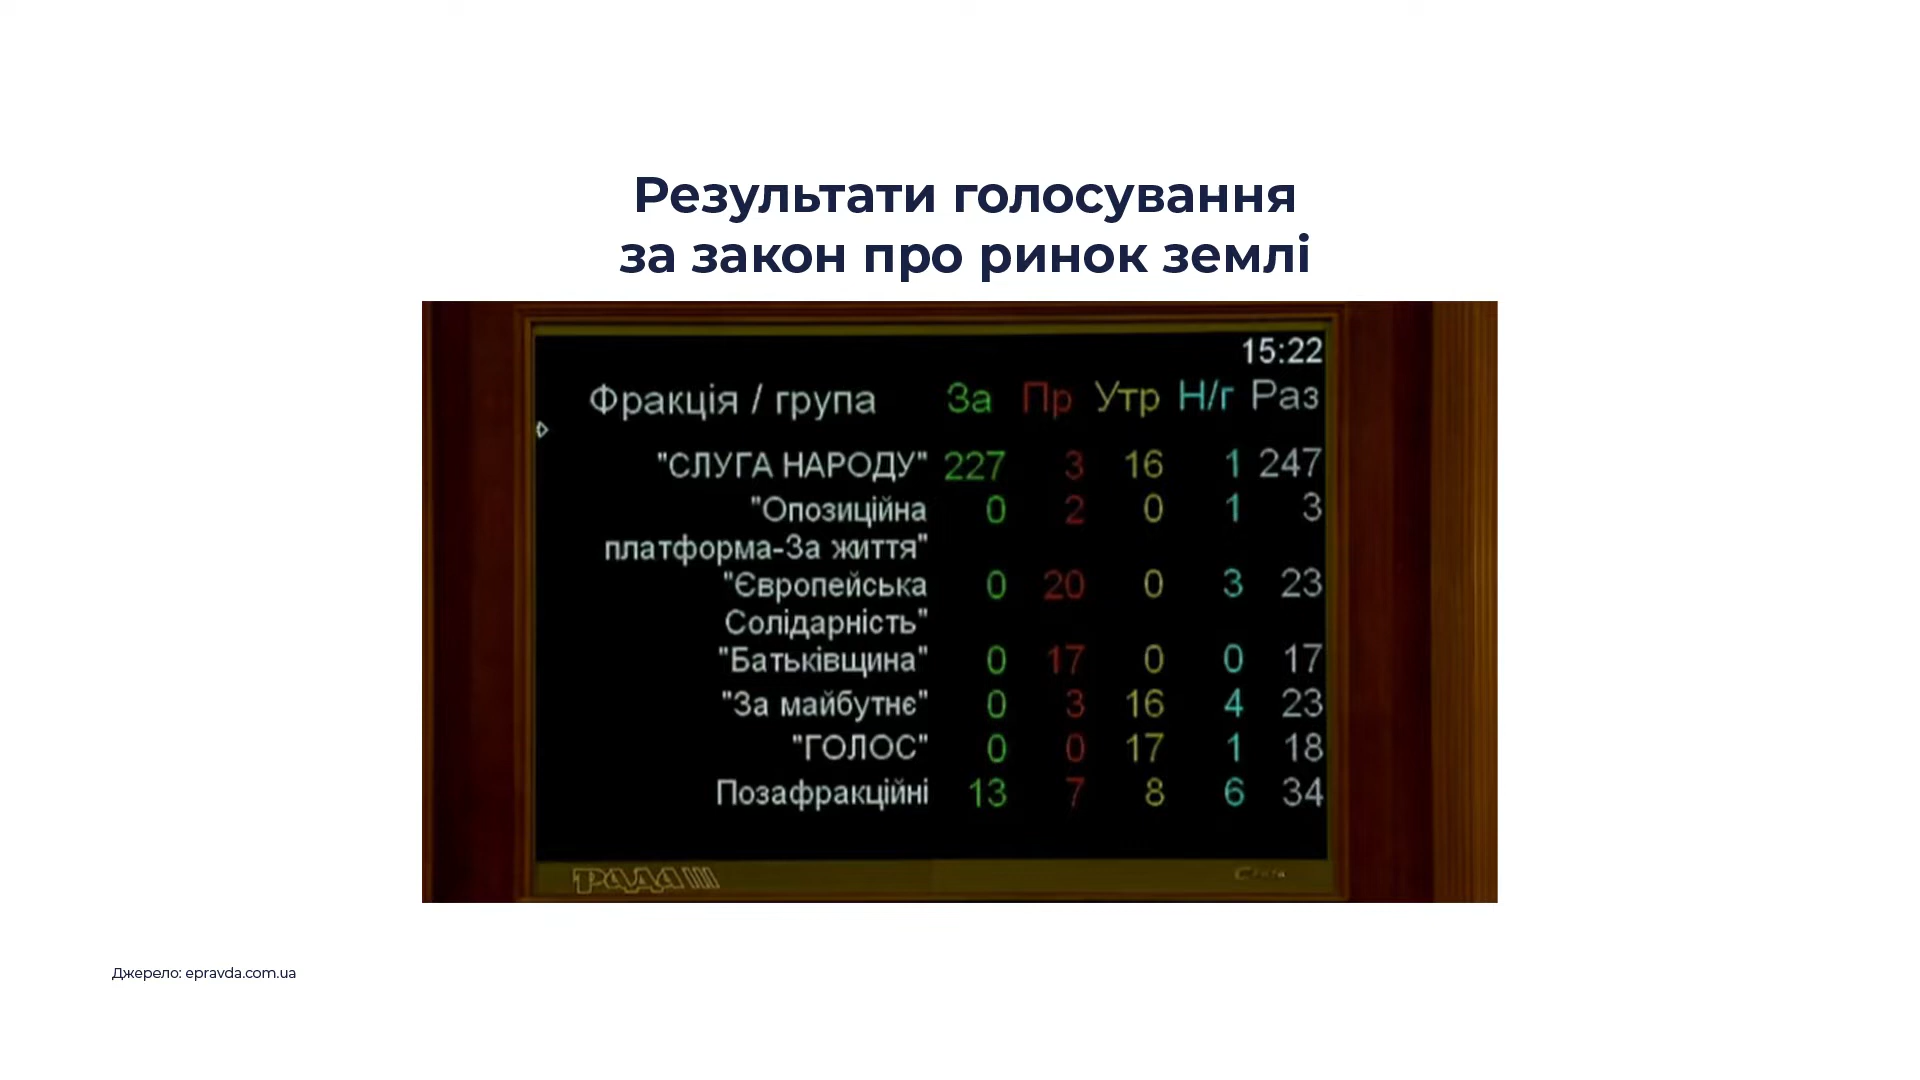 Результати голосування
за закон про ринок землі
15:22
Фракція / група За Пр Утр Н/г Раз
"СЛУГА НАРОДУ" 227 3 16 1 247
"Опозиційна 0 2 0 1 3
платформа-За життя"
"Європейська 0 20 0 3 23
Солідарність"
"Батьківщина" 0 17 0 0 17
"За майбутнє" 0 3 16 4 23
"ГОЛОС" 0 0 17 1 18
Позафракційні 13 7 8 6 34
РАДА III
Джерело: epravda.com.ua